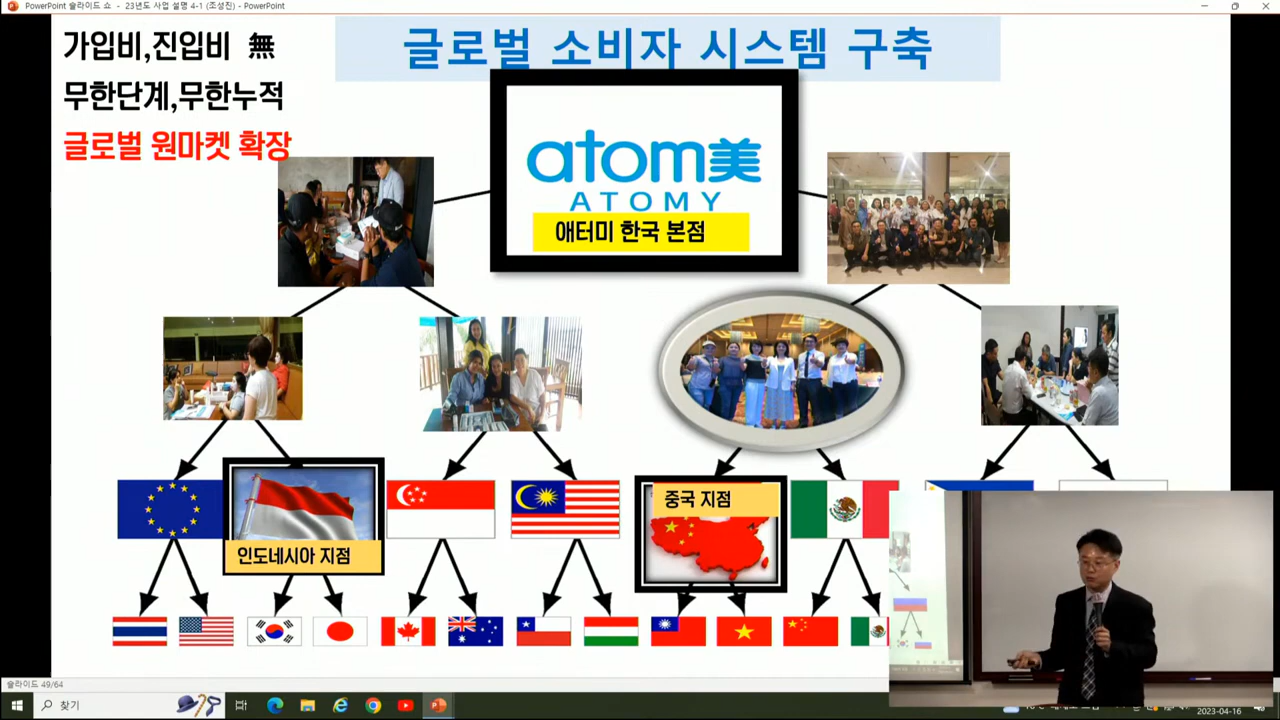 PowerPoint 슬라이드 쇼 - 23년도 사업 설명 4-1 (조성진) - PowerPoint
가입비,진입비 無
무한단계,무한누적
글로벌 원마켓 확장
글로벌 소비자 시스템 구축
atom美
ATOMY
애터미 한국 본점
인도네시아 지점
중국 지점
슬라이드 49/64
찾기
2023-04-16